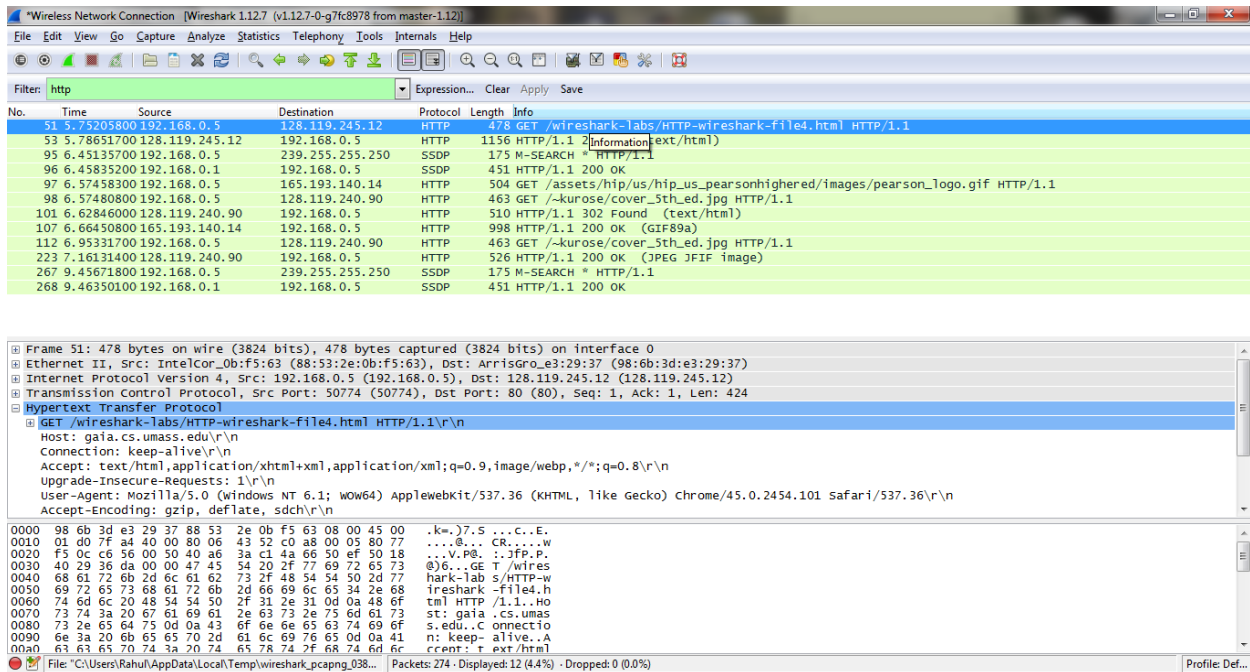 *Wireless Network Connection [Wireshark 1.12.7 (v1.12.7-0-g7fc8978 from master-1.12)]
File Edit View Go Capture Analyze Statistics Telephony Tools Internals Help
Filter: http Expression... Clear Apply Save
No. Time Source Destination Protocol Length Info
51 5.75205800 192.168.0.5 128.119.245.12 HTTP 478 GET /wireshark-labs/HTTP-wireshark-file4.html HTTP/1.1
53 5.78651700 128.119.245.12 192.168.0.5 HTTP 1156 HTTP/1.1 2 Information ext/html)
95 6.45135700 192.168.0.5 239.255.255.250 SSDP 175 M-SEARCH * HTTP/1.1
96 6.45835200 192.168.0.1 192.168.0.5 SSDP 451 HTTP/1.1 200 OK
97 6.57458300 192.168.0.5 165.193.140.14 HTTP 504 GET /assets/hip/us/hip_us_pearsonhighered/images/pearson_logo.gif HTTP/1.1
98 6.57480800 192.168.0.5 128.119.240.90 HTTP 463 GET /~kurose/cover_5th_ed.jpg HTTP/1.1
101 6.62846000 128.119.240.90 192.168.0.5 HTTP 510 HTTP/1.1 302 Found (text/html)
107 6.66450800 165.193.140.14 192.168.0.5 HTTP 998 HTTP/1.1 200 OK (GIF89a)
112 6.95331700 192.168.0.5 128.119.240.90 HTTP 463 GET /~kurose/cover_5th_ed.jpg HTTP/1.1
223 7.16131400 128.119.240.90 192.168.0.5 HTTP 526 HTTP/1.1 200 OK (JPEG JFIF image)
267 9.45671800 192.168.0.5 239.255.255.250 SSDP 175 M-SEARCH * HTTP/1.1
268 9.46350100 192.168.0.1 192.168.0.5 SSDP 451 HTTP/1.1 200 OK
Frame 51: 478 bytes on wire (3824 bits), 478 bytes captured (3824 bits) on interface 0
Ethernet II, Src: IntelCor_0b:f5:63 (88:53:2e:0b:f5:63), Dst: ArrisGro_e3:29:37 (98:6b:3d:e3:29:37)
Internet Protocol Version 4, Src: 192.168.0.5 (192.168.0.5), Dst: 128.119.245.12 (128.119.245.12)
Transmission Control Protocol, Src Port: 50774 (50774), Dst Port: 80 (80), Seq: 1, Ack: 1, Len: 424
Hypertext Transfer Protocol
GET /wireshark-labs/HTTP-wireshark-file4.html HTTP/1.1\r\n
Host: gaia.cs.umass.edu\r\n
Connection: keep-alive\r\n
Accept: text/html,application/xhtml+xml,application/xml;q=0.9,image/webp,*/*;q=0.8\r\n
Upgrade-Insecure-Requests: 1\r\n
User-Agent: Mozilla/5.0 (Windows NT 6.1; WOW64) AppleWebKit/537.36 (KHTML, like Gecko) Chrome/45.0.2454.101 Safari/537.36\r\n
Accept-Encoding: gzip, deflate, sdch\r\n
0000 98 6b 3d e3 29 37 88 53 2e 0b f5 63 08 00 45 00 .k=.)7.S ...c..E.
0010 01 d0 7f a4 40 00 80 06 43 52 c0 a8 00 05 80 77 ....@... CR.....w
0020 f5 0c c6 56 00 50 40 a6 3a c1 4a 66 50 ef 50 18 ...V.P@. :.JfP.P.
0030 40 29 36 da 00 00 47 45 54 20 2f 77 69 72 65 73 @)6...GE T /wires
0040 68 61 72 6b 2d 6c 61 62 73 2f 48 54 54 50 2d 77 hark-lab s/HTTP-w
0050 69 72 65 73 68 61 72 6b 2d 66 69 6c 65 34 2e 68 ireshark -file4.h
0060 74 6d 6c 20 48 54 54 50 2f 31 2e 31 0d 0a 48 6f tml HTTP /1.1..Ho
0070 73 74 3a 20 67 61 69 61 2e 63 73 2e 75 6d 61 73 st: gaia .cs.umas
0080 73 2e 65 64 75 0d 0a 43 6f 6e 6e 65 63 74 69 6f s.edu..C onnectio
0090 6e 3a 20 6b 65 65 70 2d 61 6c 69 76 65 0d 0a 41 n: keep- alive..A
00a0 63 63 65 70 74 3a 20 74 65 78 74 2f 68 74 6d 6c ccept: t ext/html
File: "C:\Users\Rahul\AppData\Local\Temp\wireshark_pcapng_038... Packets: 274 · Displayed: 12 (4.4%) · Dropped: 0 (0.0%) Profile: Def...